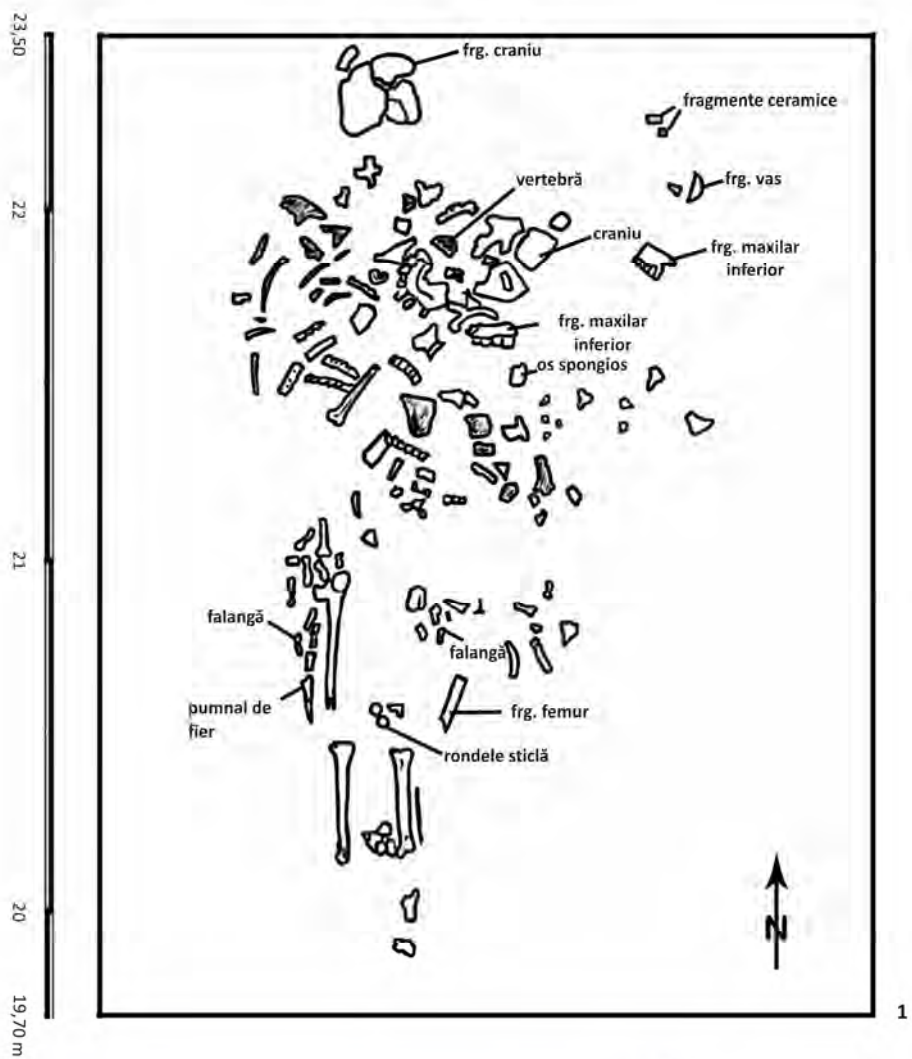 23,50
frg. craniu
fragmente ceramice
vertebră
frg. vas
22
craniu
frg. maxilar
inferior
frg. maxilar
inferior
os spongios
21
falangă
falangă
pumnal de
fier
frg. femur
rondele sticlă
20
N
19,70 m
1